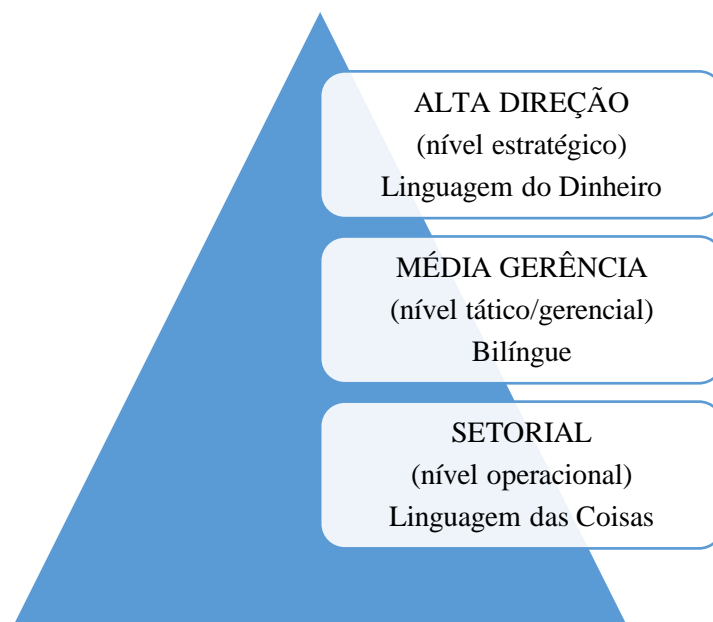 ALTA DIREÇÃO
(nível estratégico)
Linguagem do Dinheiro
MÉDIA GERÊNCIA
(nível tático/gerencial)
Bilíngue
SETORIAL
(nível operacional)
Linguagem das Coisas